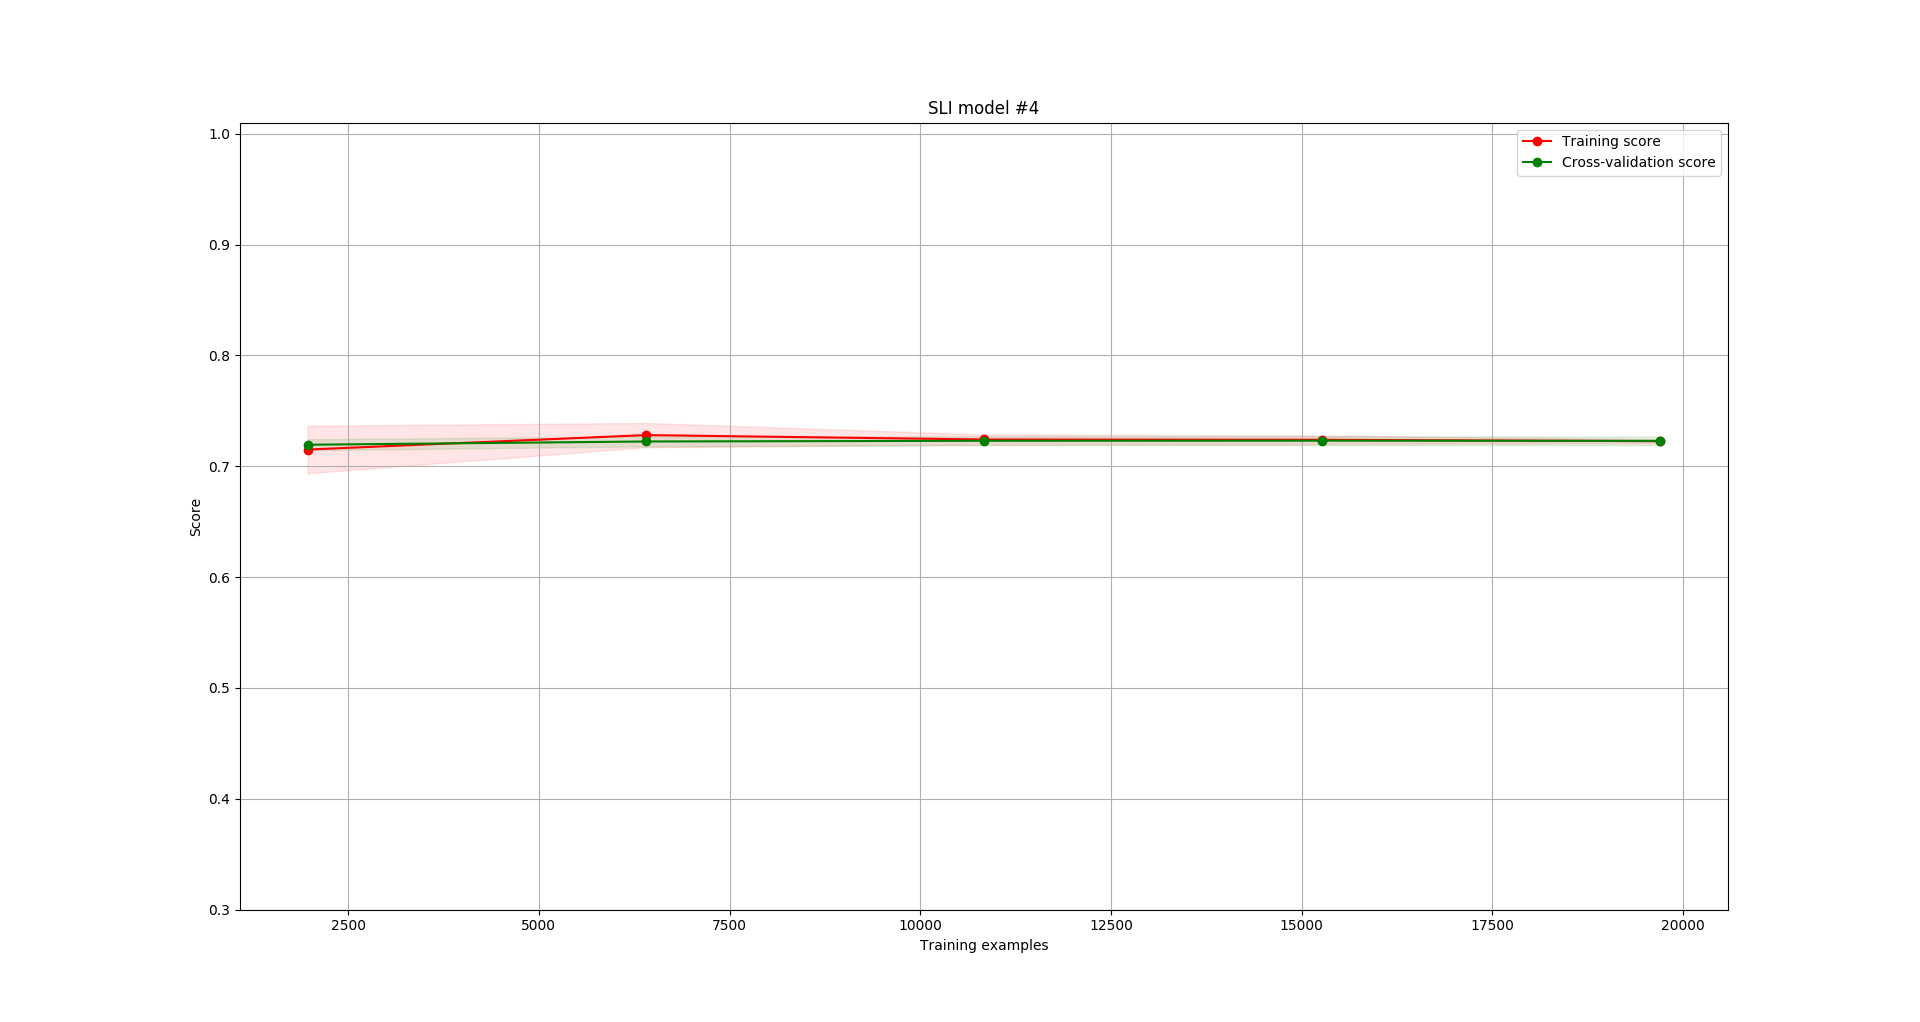 SLI model #4
Training score
Cross-validation score
1.0
0.9
0.8
0.7
0.6
0.5
0.4
0.3
Score
2500 5000 7500 10000 12500 15000 17500 20000
Training examples